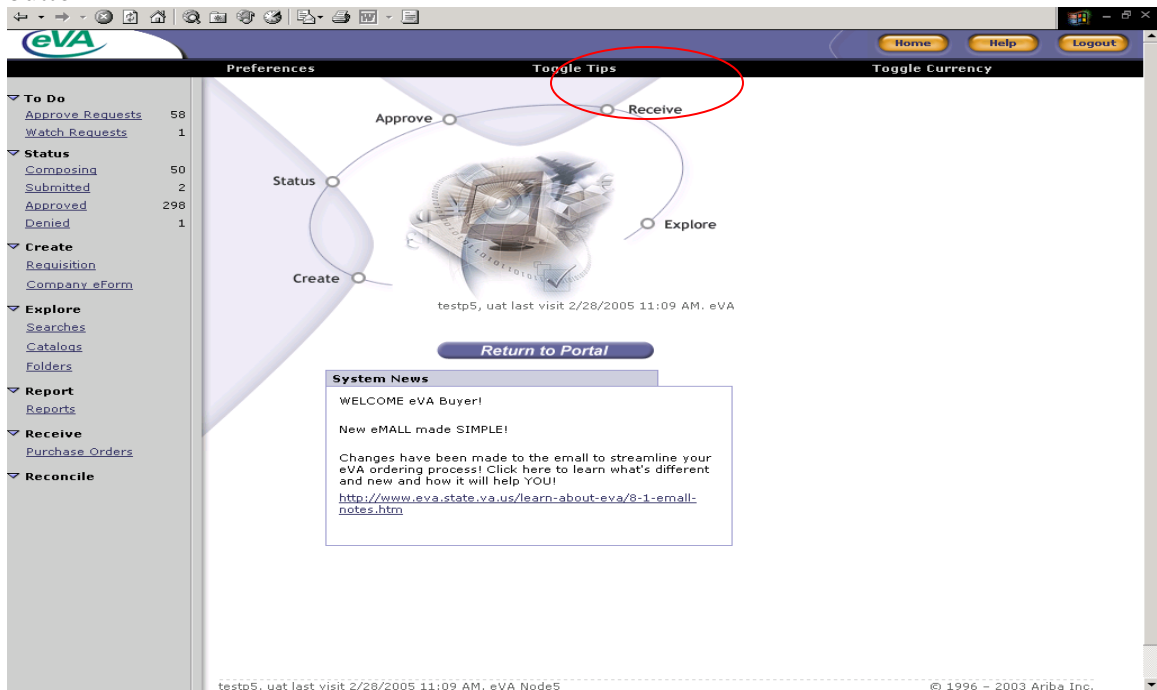 eVA
Home Help Logout
Preferences Toggle Tips Toggle Currency
To Do
Approve Requests 58
Watch Requests 1
Status
Composing 50
Submitted 2
Approved 298
Denied 1
Create
Requisition
Company eForm
Explore
Searches
Catalogs
Folders
Report
Reports
Receive
Purchase Orders
Reconcile
Approve
Receive
Status
Explore
Create
testp5, uat last visit 2/28/2005 11:09 AM. eVA
Return to Portal
System News
WELCOME eVA Buyer!
New eMALL made SIMPLE!
Changes have been made to the emall to streamline your
eVA ordering process! Click here to learn what's different
and new and how it will help YOU!
http://www.eva.state.va.us/learn-about-eva/8-1-emall-
notes.htm
testp5, uat last visit 2/28/2005 11:09 AM. eVA Node5
© 1996 – 2003 Ariba Inc.